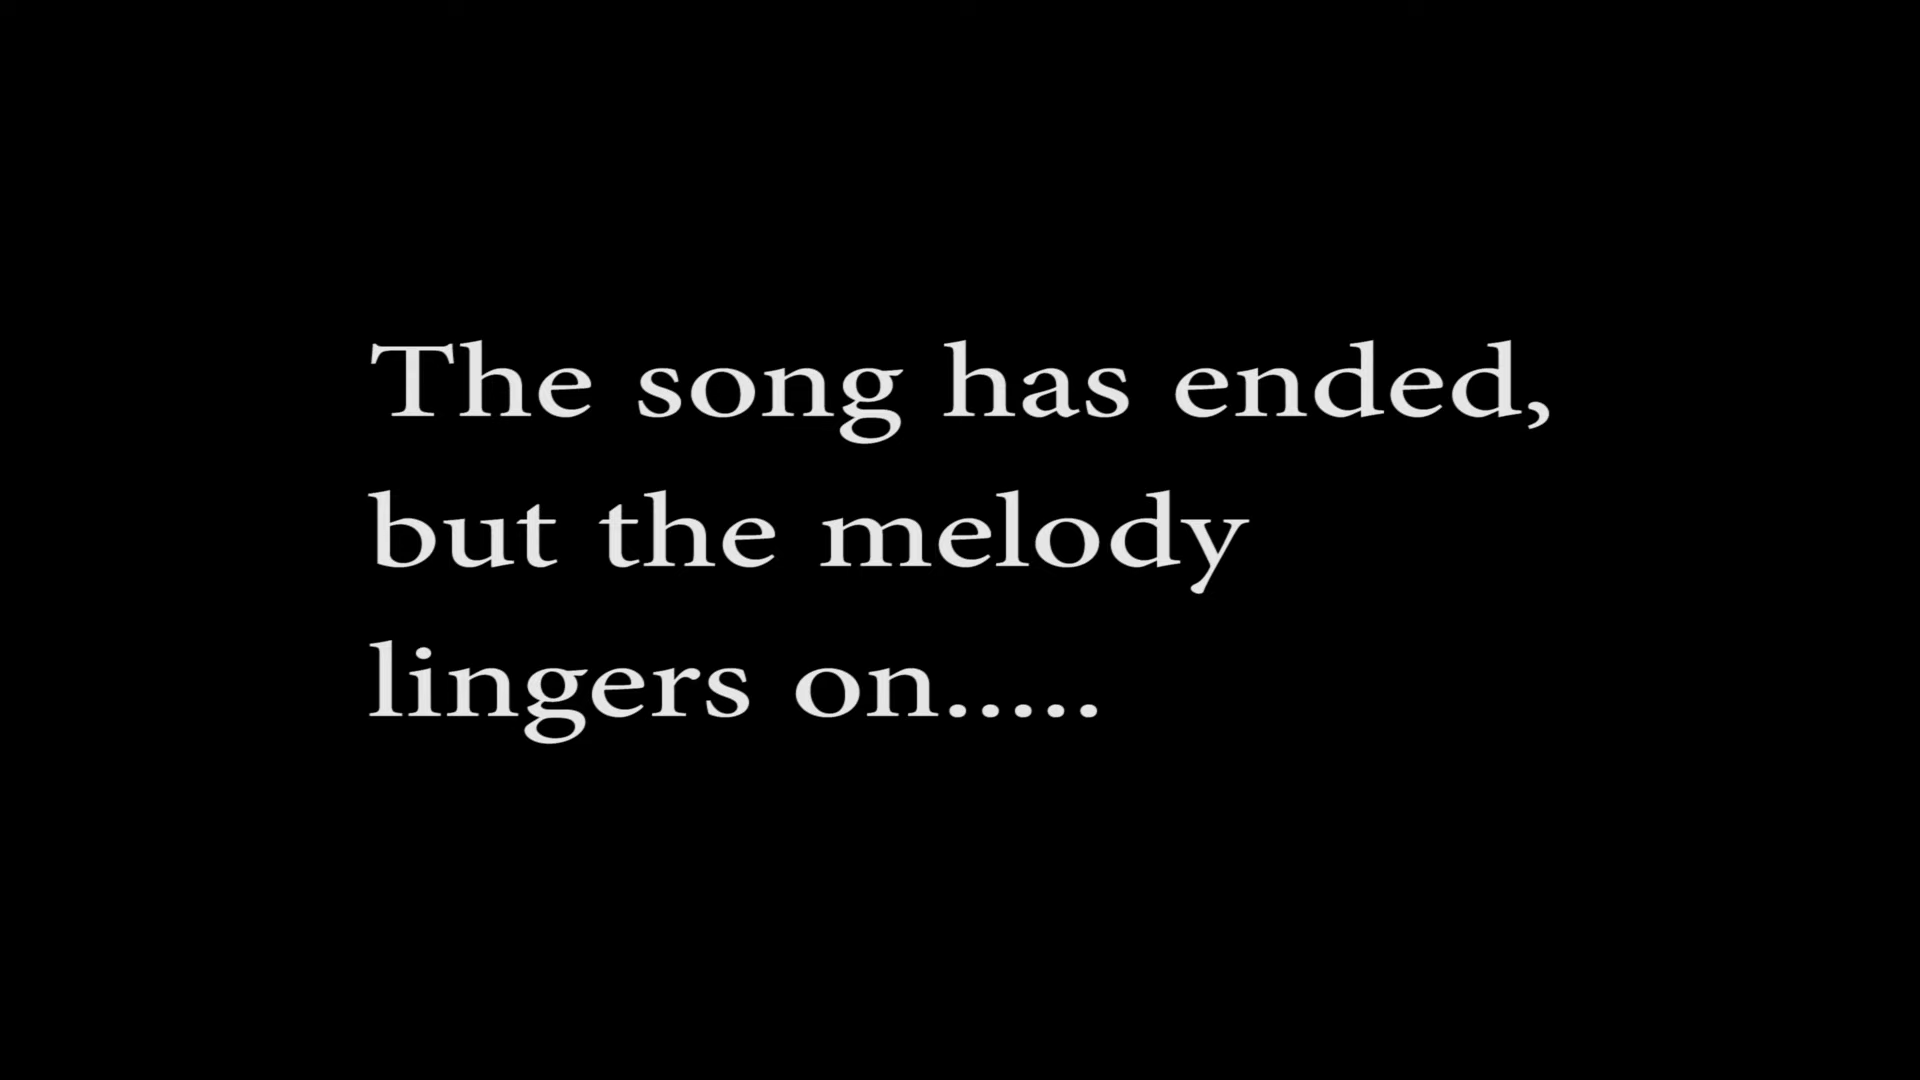 The song has ended,
but the melody
lingers on.....